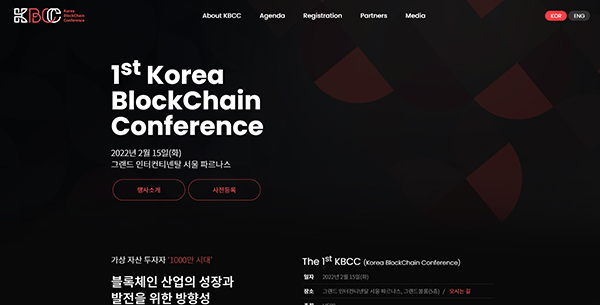 KBCC Korea
BlockChain
Conference
About KBCC Agenda Registration Partners Media
KOR ENG
1st Korea
BlockChain
Conference
2022년 2월 15일(화)
그랜드 인터컨티넨탈 서울 파르나스
행사소개 사전등록
가상 자산 투자자 '1000만 시대'
블록체인 산업의 성장과
발전을 위한 방향성
The 1st KBCC (Korea BlockChain Conference)
일자 2022년 2월 15일(화)
장소 그랜드 인터컨티넨탈 서울 파르나스, 그랜드볼룸(5층) / 오시는 길